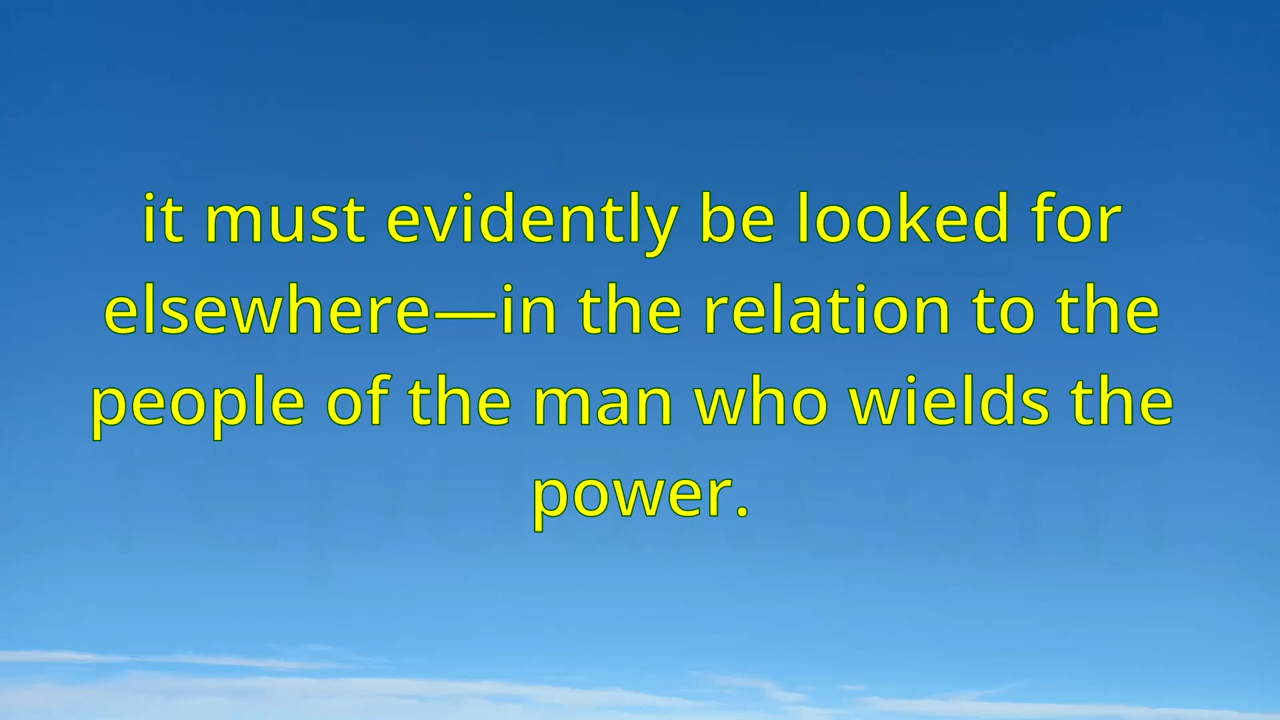 it must evidently be looked for
elsewhere—in the relation to the
people of the man who wields the
power.